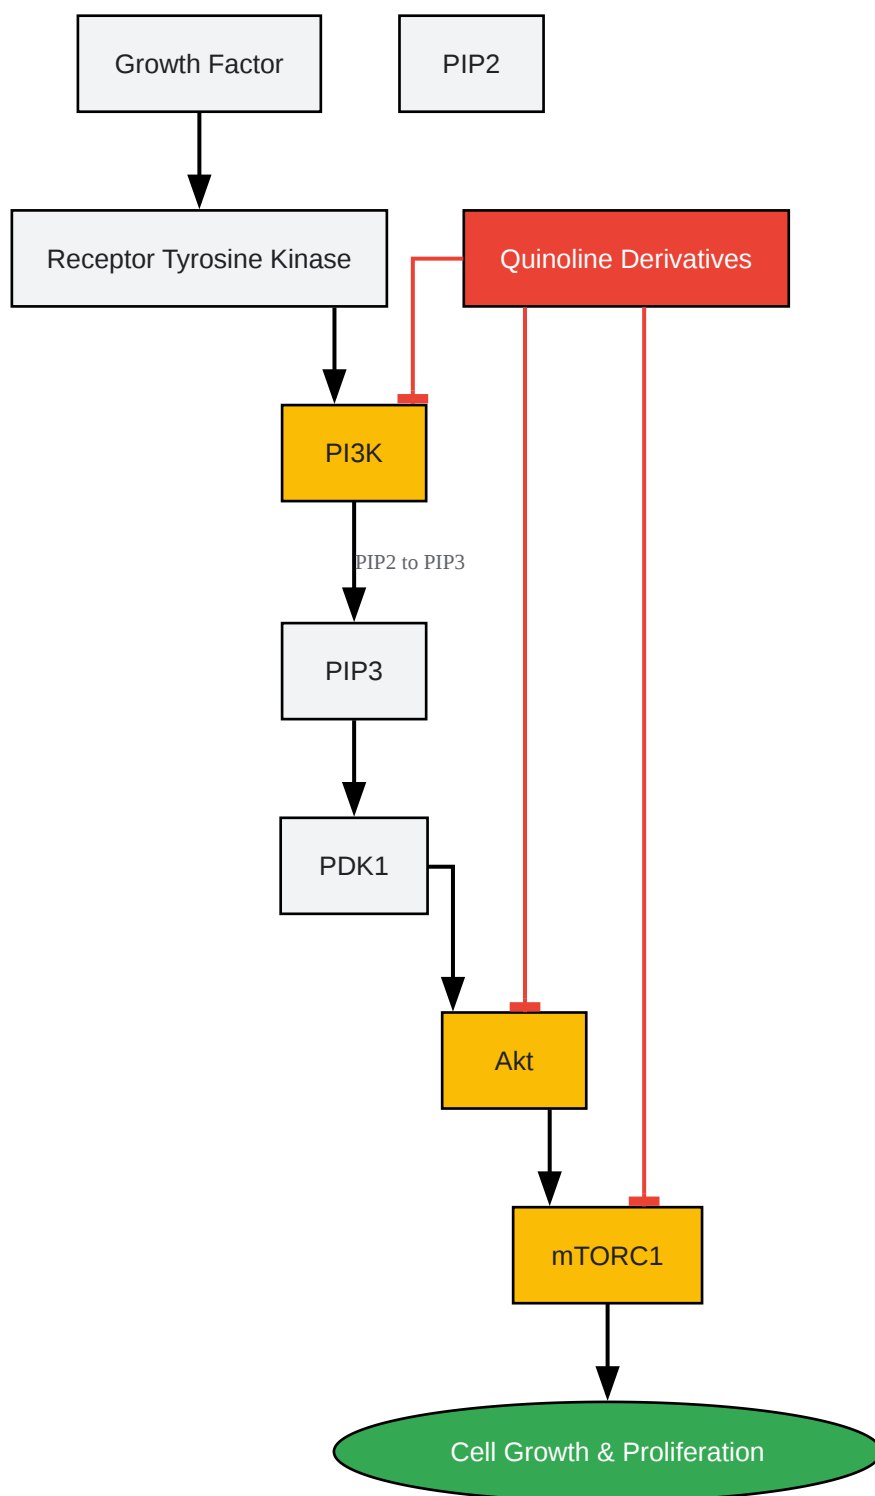 Growth Factor
PIP2
Receptor Tyrosine Kinase
Quinoline Derivatives
PI3K
PIP2 to PIP3
PIP3
PDK1
Akt
mTORC1
Cell Growth & Proliferation